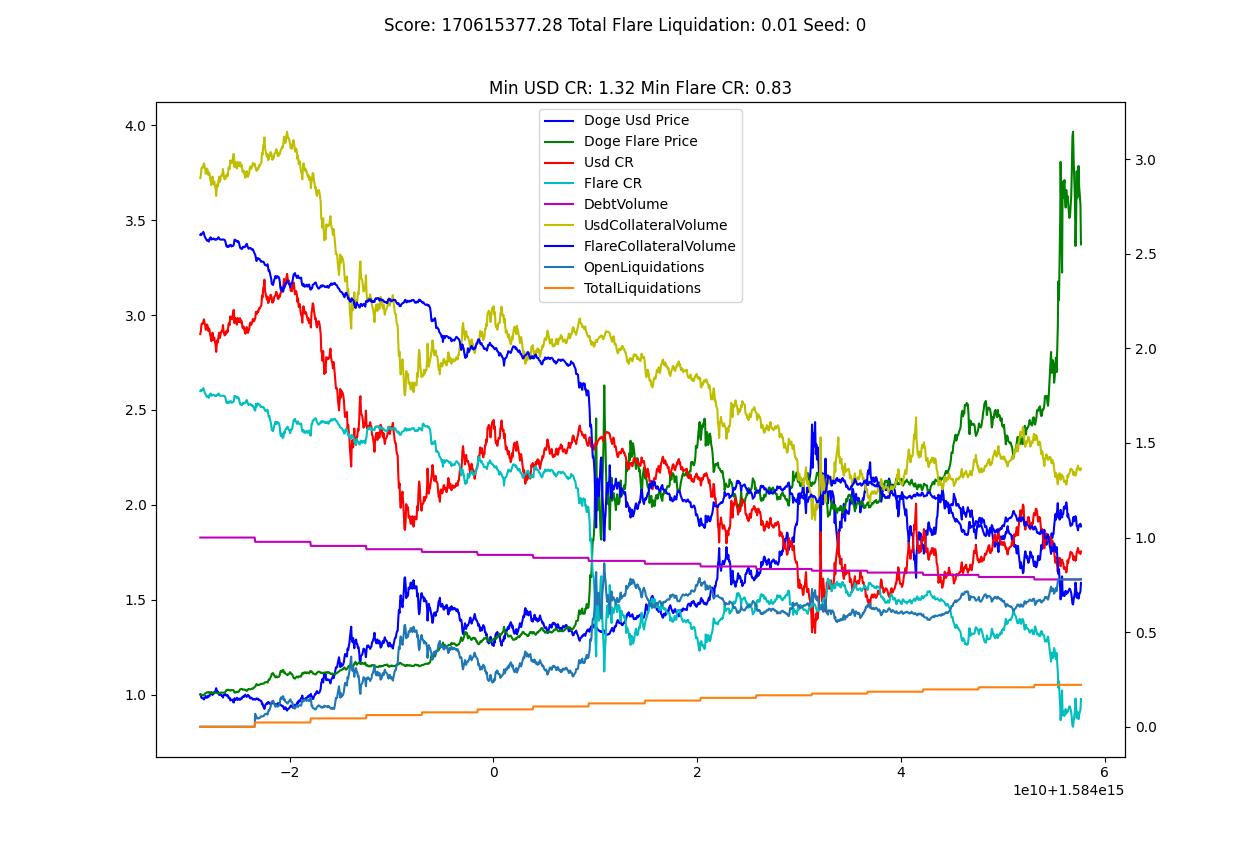 Score: 170615377.28 Total Flare Liquidation: 0.01 Seed: 0
Min USD CR: 1.32 Min Flare CR: 0.83
Doge Usd Price
Doge Flare Price
Usd CR
Flare CR
DebtVolume
UsdCollateralVolume
FlareCollateralVolume
OpenLiquidations
TotalLiquidations
4.0
3.5
3.0
2.5
2.0
1.5
1.0
3.0
2.5
2.0
1.5
1.0
0.5
0.0
−2
0
2
4
6
1e10+1.584e15